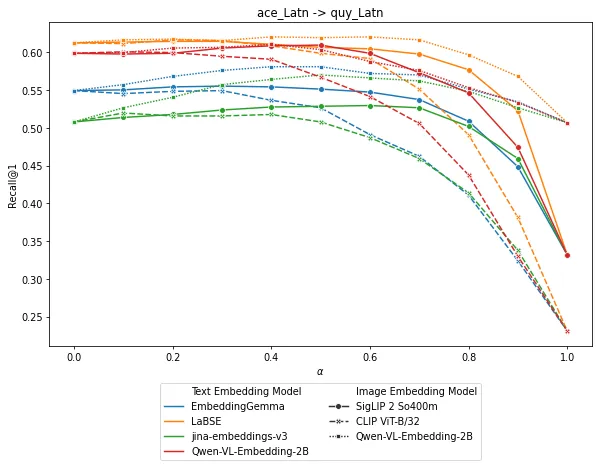 ace_Latn -> quy_Latn
Recall@1
0.60
0.55
0.50
0.45
0.40
0.35
0.30
0.25
0.0
0.2
0.4
0.6
0.8
1.0
α
Text Embedding Model
EmbeddingGemma
LaBSE
jina-embeddings-v3
Qwen-VL-Embedding-2B
Image Embedding Model
SigLIP 2 So400m
CLIP ViT-B/32
Qwen-VL-Embedding-2B